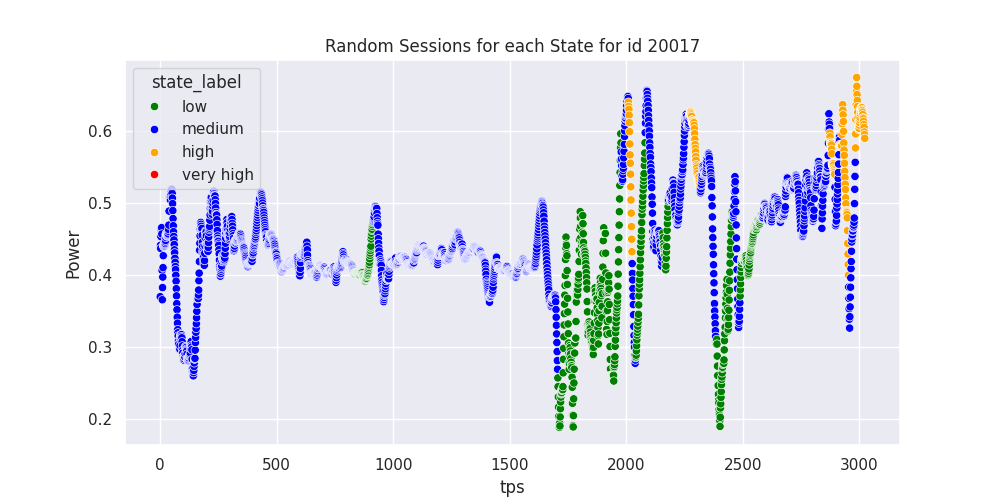 Random Sessions for each State for id 20017
state_label
low
medium
high
very high
Power
0.6
0.5
0.4
0.3
0.2
0
500
1000
1500
2000
2500
3000
tps